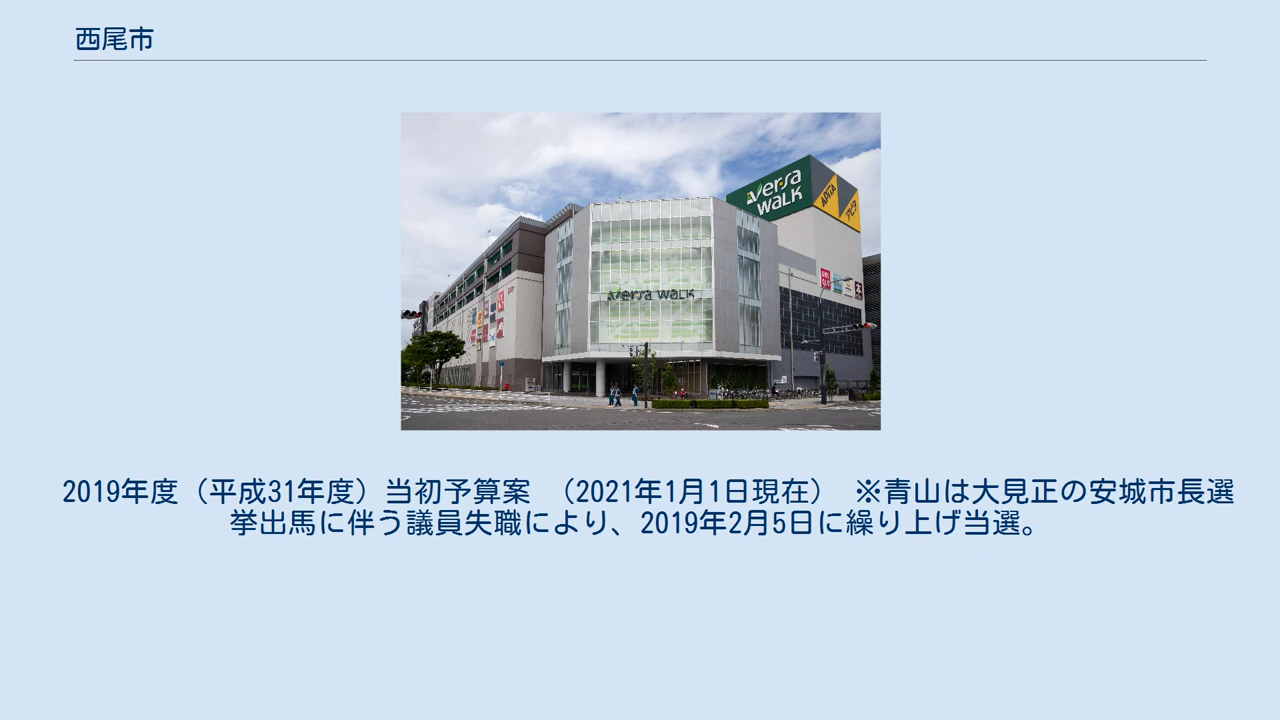 西尾市
Versa
WALK
APiTA
アピタ
Versa WALK
2019年度（平成31年度）当初予算案　（2021年1月1日現在）　※青山は大見正の安城市長選
挙出馬に伴う議員失職により、2019年2月5日に繰り上げ当選。